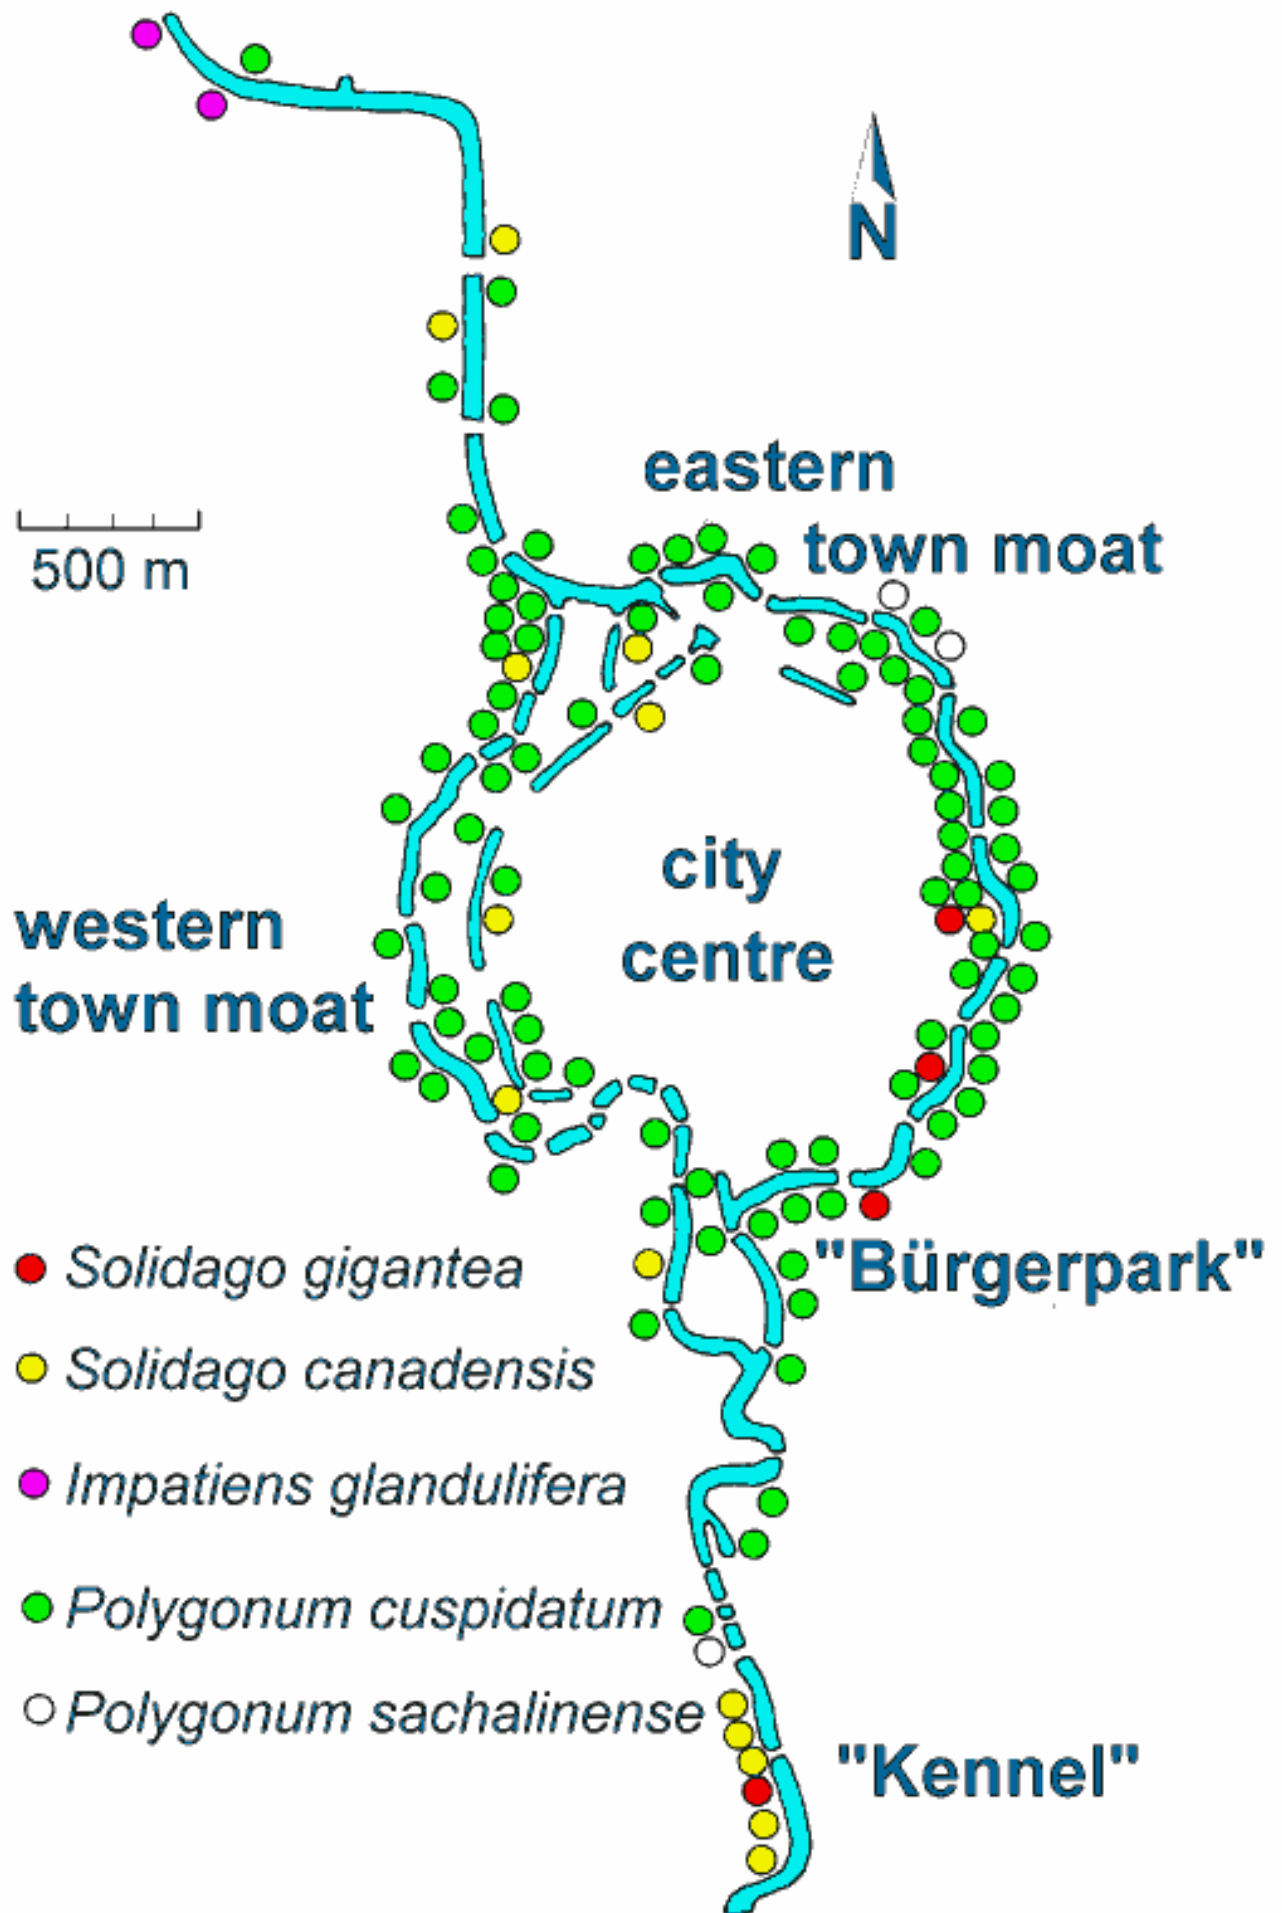 N
eastern
town moat
500 m
city
centre
western
town moat
"Bürgerpark"
Solidago gigantea
Solidago canadensis
Impatiens glandulifera
Polygonum cuspidatum
Polygonum sachalinense
"Kennel"